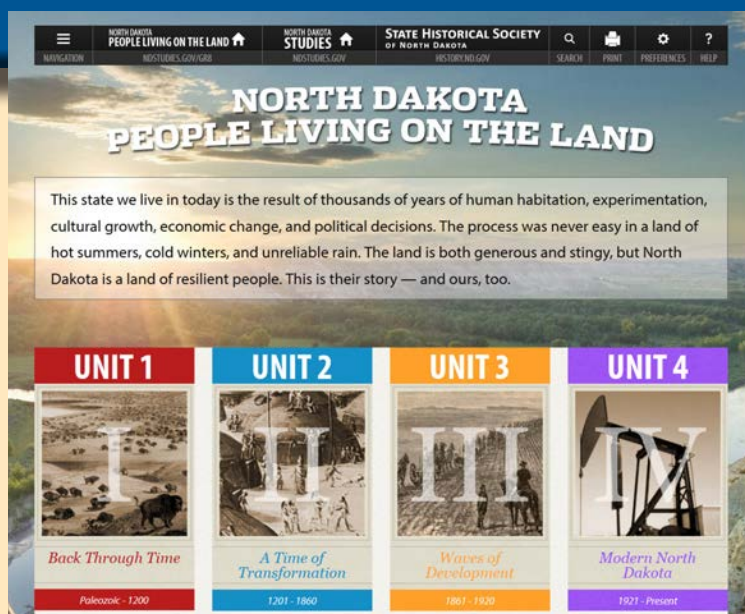 NORTH DAKOTA
PEOPLE LIVING ON THE LAND
NORTH DAKOTA
STUDIES
STATE HISTORICAL SOCIETY
OF NORTH DAKOTA
NAVIGATION
NDSTUDIES.GOV/GR8
NDSTUDIES.GOV
HISTORY.ND.GOV
SEARCH
PRINT
PREFERENCES
?
HELP
NORTH DAKOTA
PEOPLE LIVING ON THE LAND
This state we live in today is the result of thousands of years of human habitation, experimentation,
cultural growth, economic change, and political decisions. The process was never easy in a land of
hot summers, cold winters, and unreliable rain. The land is both generous and stingy, but North
Dakota is a land of resilient people. This is their story — and ours, too.
UNIT 1
I
Back Through Time
Paleozoic - 1200
UNIT 2
II
A Time of
Transformation
1201 - 1860
UNIT 3
III
Waves of
Development
1861 - 1920
UNIT 4
IV
Modern North
Dakota
1921 - Present